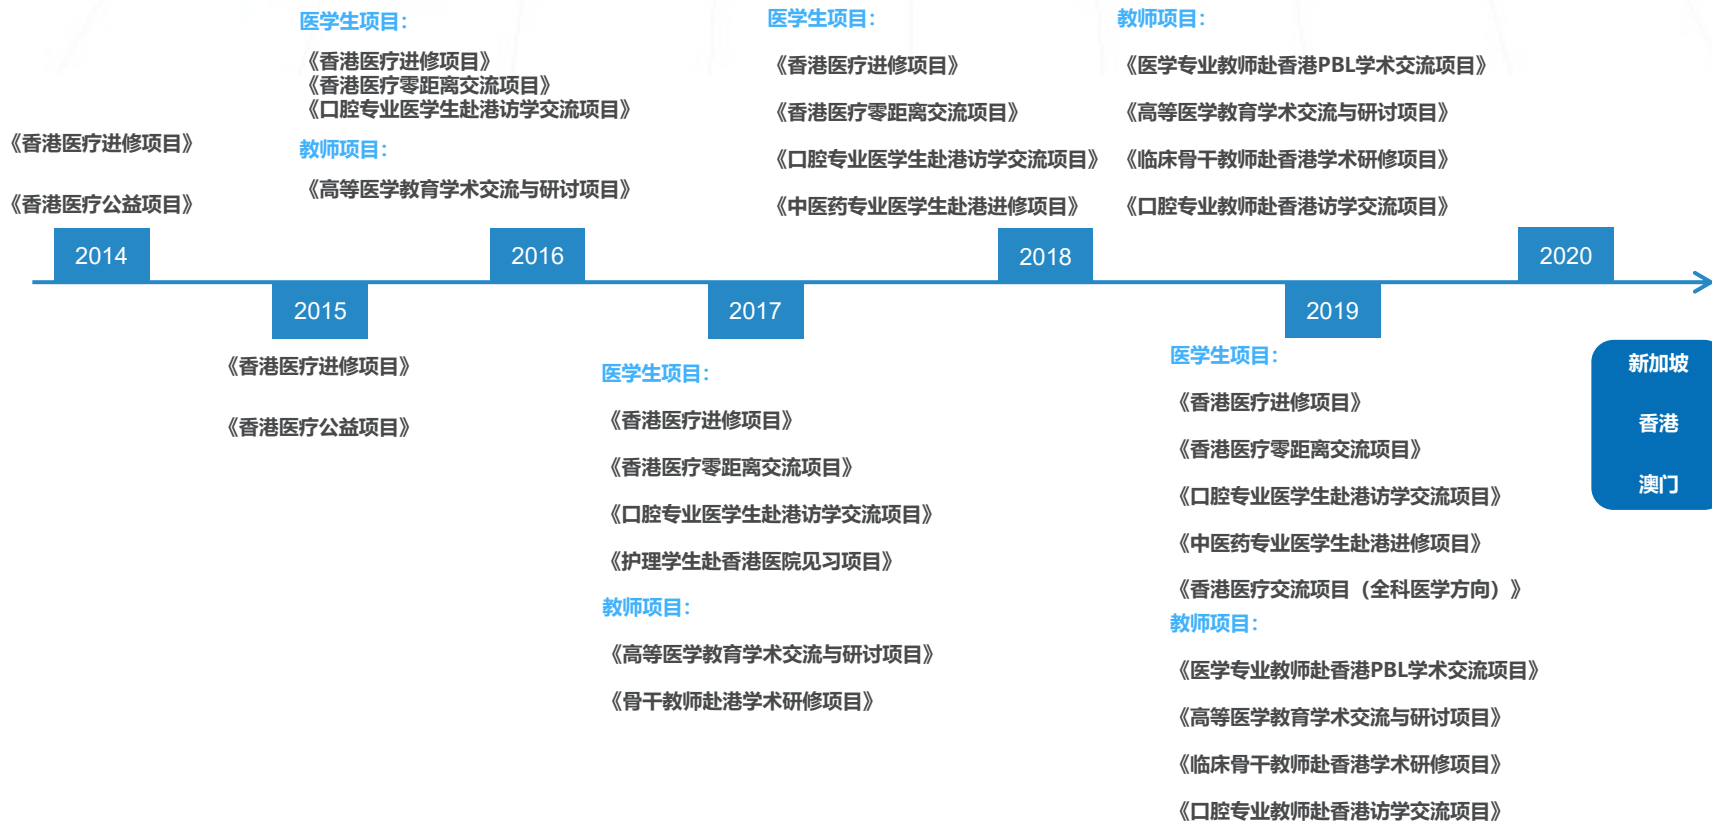 《香港医疗进修项目》
《香港医疗公益项目》
2014
2015
《香港医疗进修项目》
《香港医疗公益项目》
医学生项目：
《香港医疗进修项目》
《香港医疗零距离交流项目》
《口腔专业医学生赴港访学交流项目》
教师项目：
《高等医学教育学术交流与研讨项目》
2016
2017
医学生项目：
《香港医疗进修项目》
《香港医疗零距离交流项目》
《口腔专业医学生赴港访学交流项目》
《护理学生赴香港医院见习项目》
教师项目：
《高等医学教育学术交流与研讨项目》
《骨干教师赴港学术研修项目》
医学生项目：
《香港医疗进修项目》
《香港医疗零距离交流项目》
《口腔专业医学生赴港访学交流项目》
《中医药专业医学生赴港进修项目》
教师项目：
《医学专业教师赴香港PBL学术交流项目》
《高等医学教育学术交流与研讨项目》
《临床骨干教师赴香港学术研修项目》
《口腔专业教师赴香港访学交流项目》
2018
2019
医学生项目：
《香港医疗进修项目》
《香港医疗零距离交流项目》
《口腔专业医学生赴港访学交流项目》
《中医药专业医学生赴港进修项目》
《香港医疗交流项目（全科医学方向）》
教师项目：
《医学专业教师赴香港PBL学术交流项目》
《高等医学教育学术交流与研讨项目》
《临床骨干教师赴香港学术研修项目》
《口腔专业教师赴香港访学交流项目》
2020
新加坡
香港
澳门